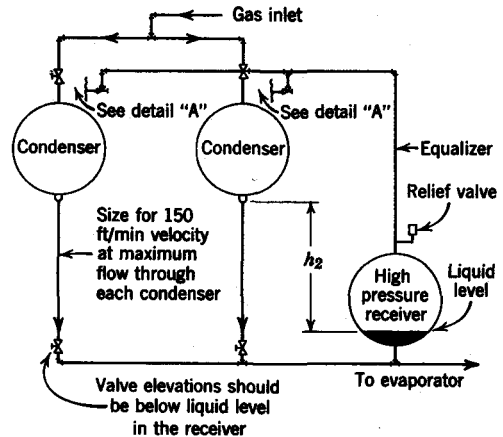 Gas inlet
See detail "A"
See detail "A"
Condenser
Condenser
Equalizer
Relief valve
Size for 150
ft/min velocity
at maximum
flow through
each condenser
h₂
High
pressure
receiver
Liquid
level
To evaporator
Valve elevations should
be below liquid level
in the receiver